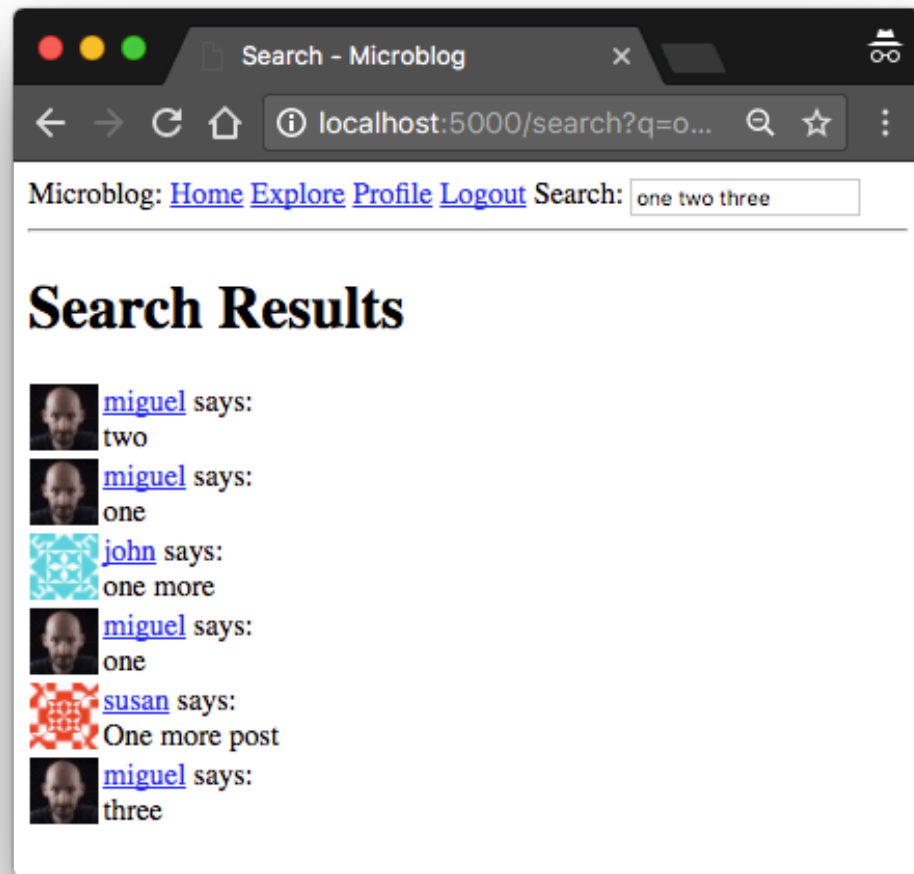 Search - Microblog
localhost:5000/search?q=o...
Microblog: Home Explore Profile Logout Search: one two three
Search Results
miguel says:
two
miguel says:
one
john says:
one more
miguel says:
one
susan says:
One more post
miguel says:
three